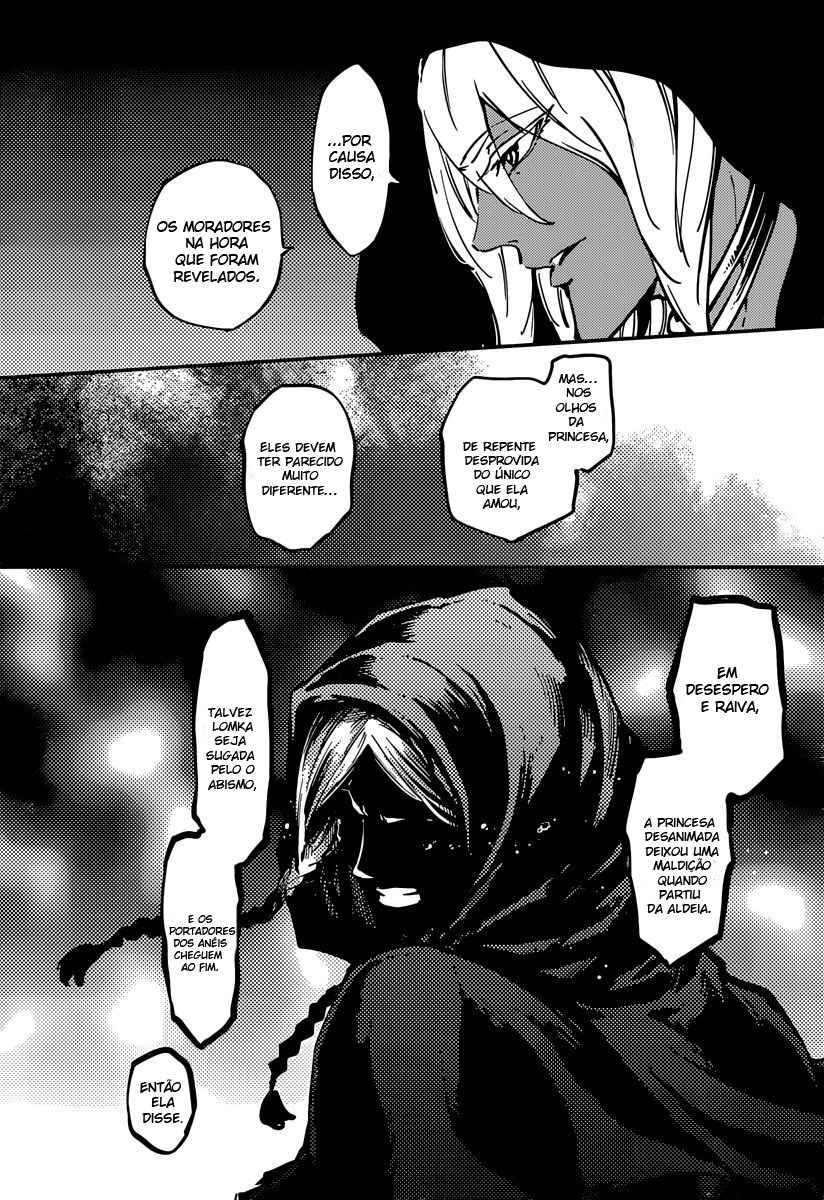 ...POR
CAUSA
DISSO,
OS MORADORES
NA HORA
QUE FORAM
REVELADOS.
MAS...
NOS
OLHOS
DA
PRINCESA,
DE REPENTE
DESPROVIDA
DO ÚNICO
QUE ELA
AMOU,
ELES DEVEM
TER PARECIDO
MUITO
DIFERENTE...
EM
DESESPERO
E RAIVA,
A PRINCESA
DESANIMADA
DEIXOU UMA
MALDIÇÃO
QUANDO
PARTIU
DA ALDEIA.
TALVEZ
LOMKA
SEJA
SUGADA
PELO O
ABISMO,
E OS
PORTADORES
DOS ANÉIS
CHEGUEM
AO FIM.
ENTÃO
ELA
DISSE.